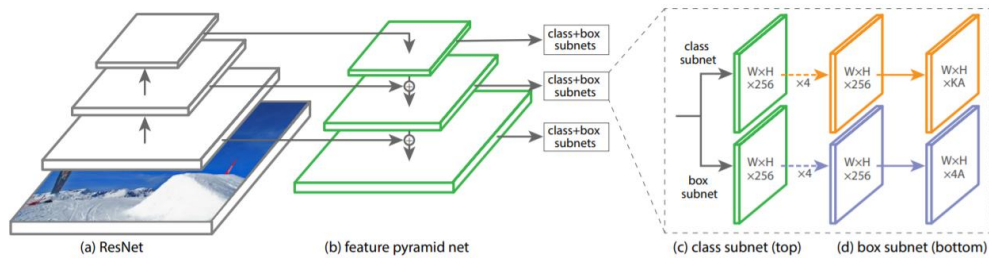 class+box
subnets
class+box
subnets
class+box
subnets
class
subnet
W×H
×256
×4
W×H
×256
W×H
×KA
W×H
×256
×4
W×H
×256
W×H
×4A
box
subnet
(a) ResNet
(b) feature pyramid net
(c) class subnet (top)
(d) box subnet (bottom)